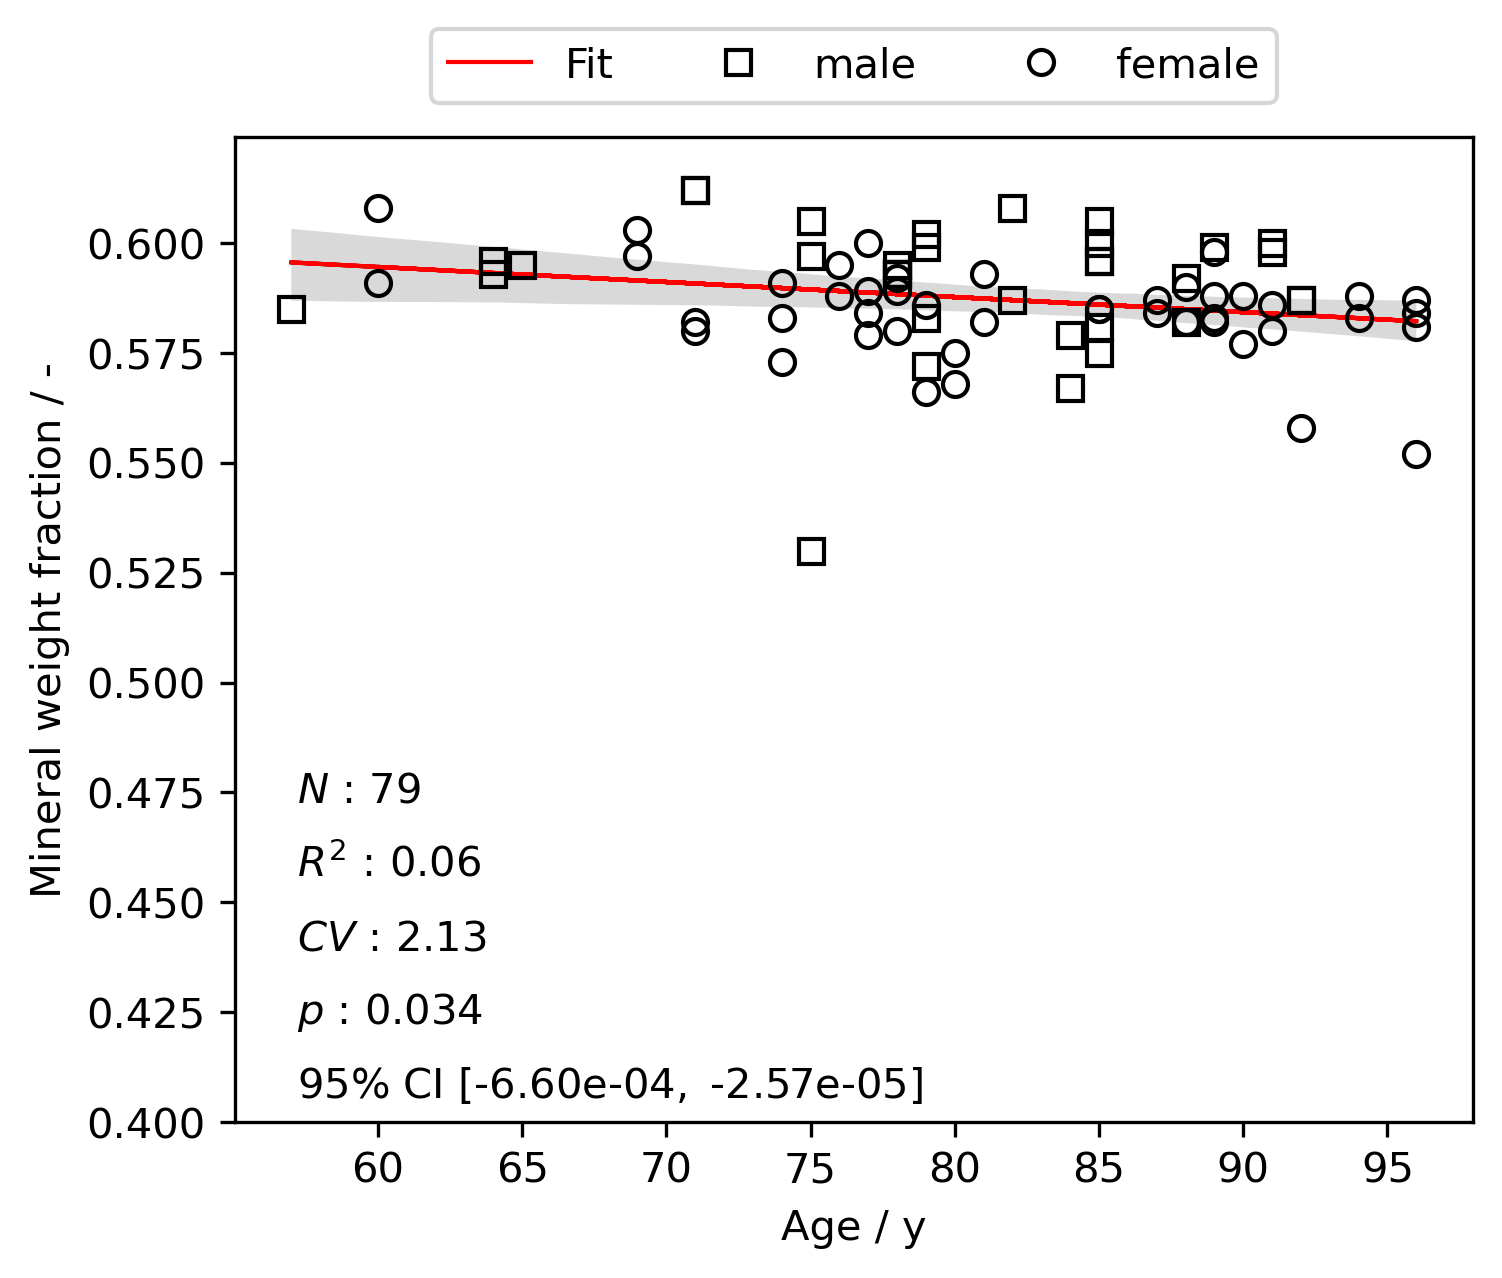 Fit male female
0.600
0.575
0.550
0.525
0.500
0.475
0.450
0.425
0.400
Mineral weight fraction / -
N : 79
R² : 0.06
CV : 2.13
p : 0.034
95% CI [-6.60e-04, -2.57e-05]
60 65 70 75 80 85 90 95
Age / y